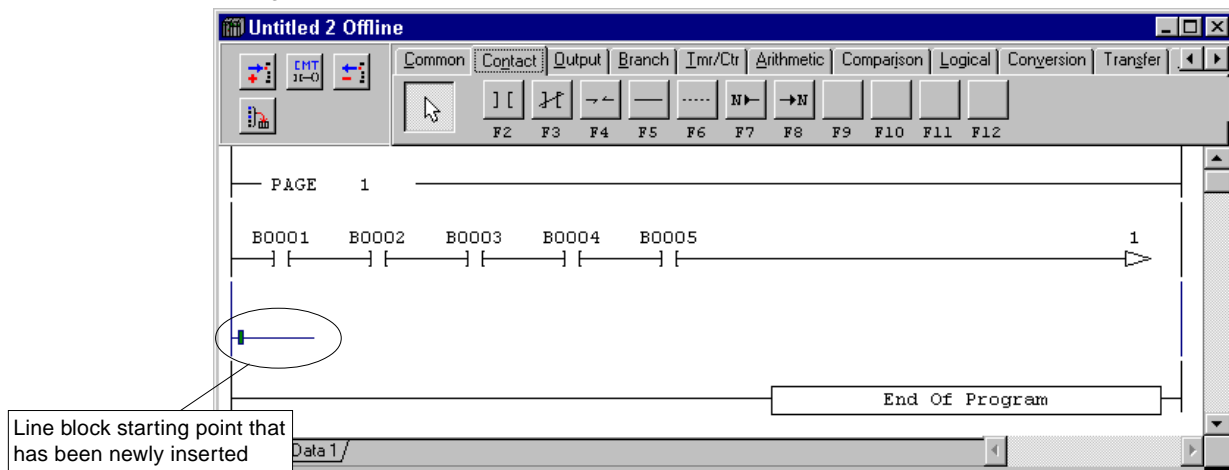 Untitled 2 Offline
CMT
Common Contact Output Branch Tmr/Ctr Arithmetic Comparison Logical Conversion Transfer
N N
F2 F3 F4 F5 F6 F7 F8 F9 F10 F11 F12
PAGE 1
B0001 B0002 B0003 B0004 B0005 1
End Of Program
Line block starting point that
has been newly inserted
Data 1